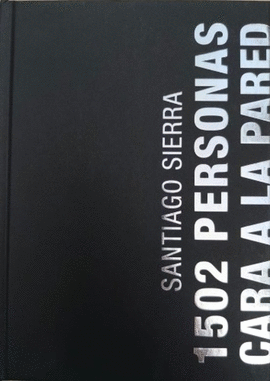 SANTIAGO SIERRA
1502 PERSONAS
CARA A LA PARED